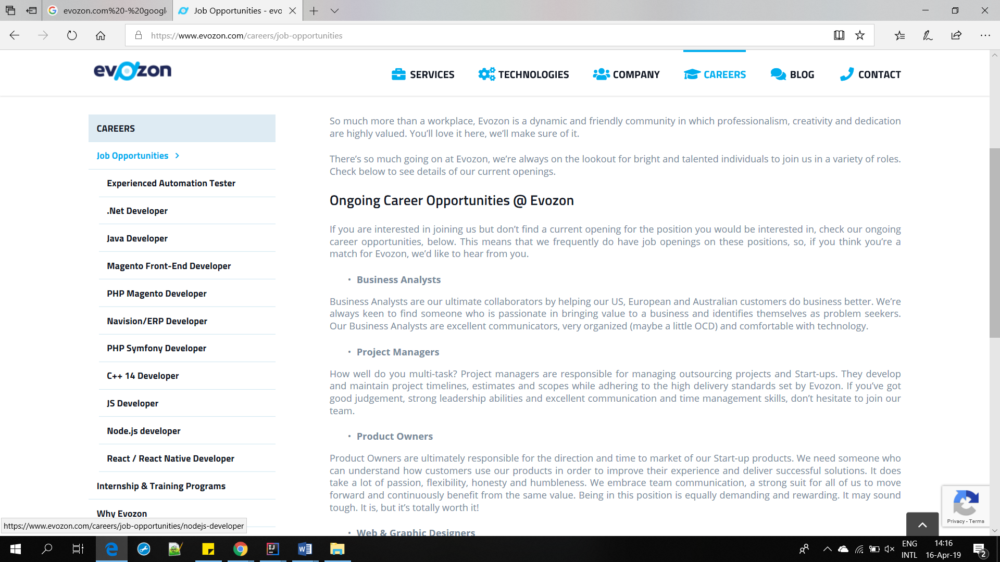 evozon.com%20-%20googl
Job Opportunities - evo
https://www.evozon.com/careers/job-opportunities
evozon
SERVICES
TECHNOLOGIES
COMPANY
CAREERS
BLOG
CONTACT
CAREERS
Job Opportunities
Experienced Automation Tester
.Net Developer
Java Developer
Magento Front-End Developer
PHP Magento Developer
Navision/ERP Developer
PHP Symfony Developer
C++ 14 Developer
JS Developer
Node.js developer
React / React Native Developer
Internship & Training Programs
Why Evozon
So much more than a workplace, Evozon is a dynamic and friendly community in which professionalism, creativity and dedication
are highly valued. You’ll love it here, we’ll make sure of it.
There’s so much going on at Evozon, we’re always on the lookout for bright and talented individuals to join us in a variety of roles.
Check below to see details of our current openings.
Ongoing Career Opportunities @ Evozon
If you are interested in joining us but don’t find a current opening for the position you would be interested in, check our ongoing
career opportunities, below. This means that we frequently do have job openings on these positions, so, if you think you’re a
match for Evozon, we’d like to hear from you.
• Business Analysts
Business Analysts are our ultimate collaborators by helping our US, European and Australian customers do business better. We’re
always keen to find someone who is passionate in bringing value to a business and identifies themselves as problem seekers.
Our Business Analysts are excellent communicators, very organized (maybe a little OCD) and comfortable with technology.
• Project Managers
How well do you multi-task? Project managers are responsible for managing outsourcing projects and Start-ups. They develop
and maintain project timelines, estimates and scopes while adhering to the high delivery standards set by Evozon. If you’ve got
good judgement, strong leadership abilities and excellent communication and time management skills, don’t hesitate to join our
team.
• Product Owners
Product Owners are ultimately responsible for the direction and time to market of our Start-up products. We need someone who
can understand how customers use our products in order to improve their experience and deliver successful solutions. It does
take a lot of passion, flexibility, honesty and humbleness. We embrace team communication, a strong suit for all of us to move
forward and continuously benefit from the same value. Being in this position is equally demanding and rewarding. It may sound
tough. It is, but it’s totally worth it!
• Web & Graphic Designers
Privacy - Terms
https://www.evozon.com/careers/job-opportunities/nodejs-developer
ENG
INTL
14:16
16-Apr-19
2